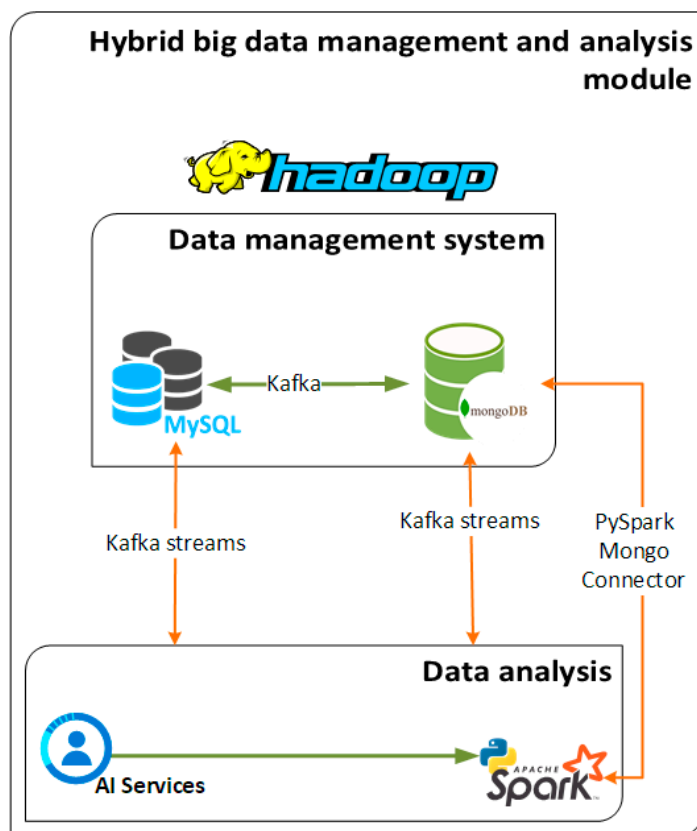 Hybrid big data management and analysis
module
hadoop
Data management system
Kafka
MySQL
mongoDB
Kafka streams
Kafka streams
PySpark
Mongo
Connector
Data analysis
AI Services
APACHE
Spark™